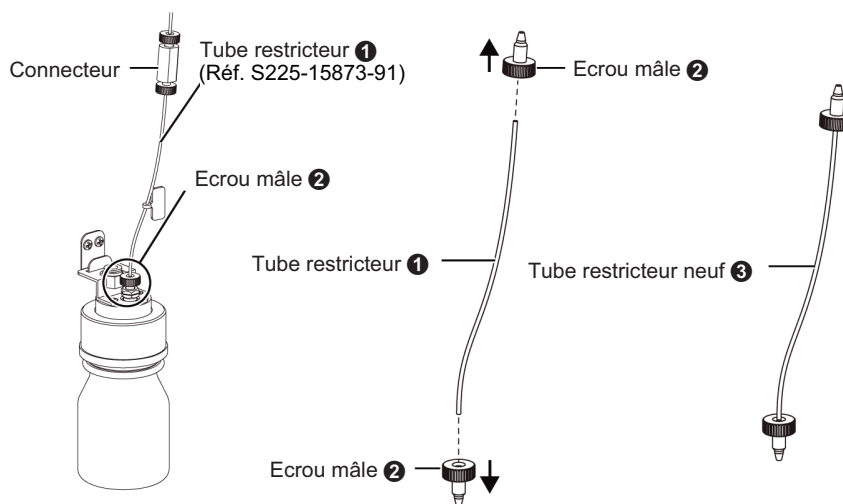 Connecteur
Tube restricteur ❶
(Réf. S225-15873-91)
Ecrou mâle ❷
Ecrou mâle ❷
Tube restricteur ❶
Ecrou mâle ❷
Tube restricteur neuf ❸